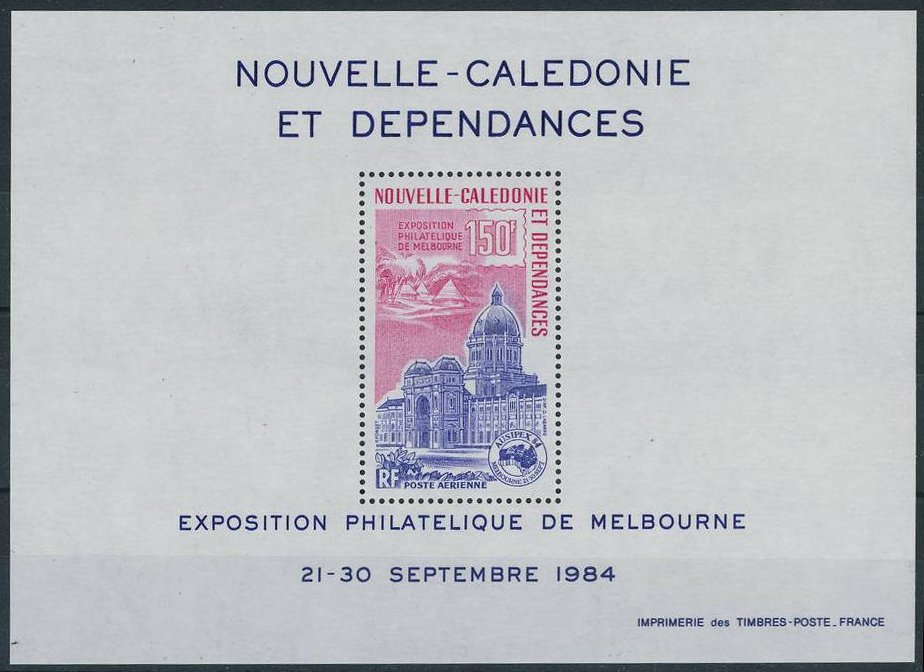 NOUVELLE-CALEDONIE
ET DEPENDANCES
NOUVELLE-CALEDONIE
ET DEPENDANCES
EXPOSITION
PHILATELIQUE
DE MELBOURNE
150F
AUSIPEX 84
RF
POSTE AERIENNE
EXPOSITION PHILATELIQUE DE MELBOURNE
21-30 SEPTEMBRE 1984
IMPRIMERIE des TIMBRES-POSTE_FRANCE